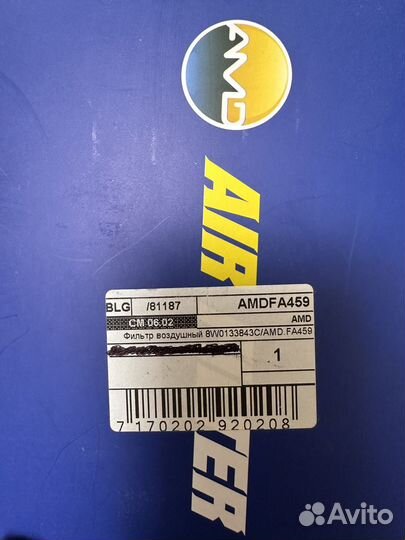 AMD
AIR
BLG /81187 AMDFA459
CM 06.02 AMD
Фильтр воздушный 8W0133843C/AMD.FA459
1
7 170202 920208
TER
Avito